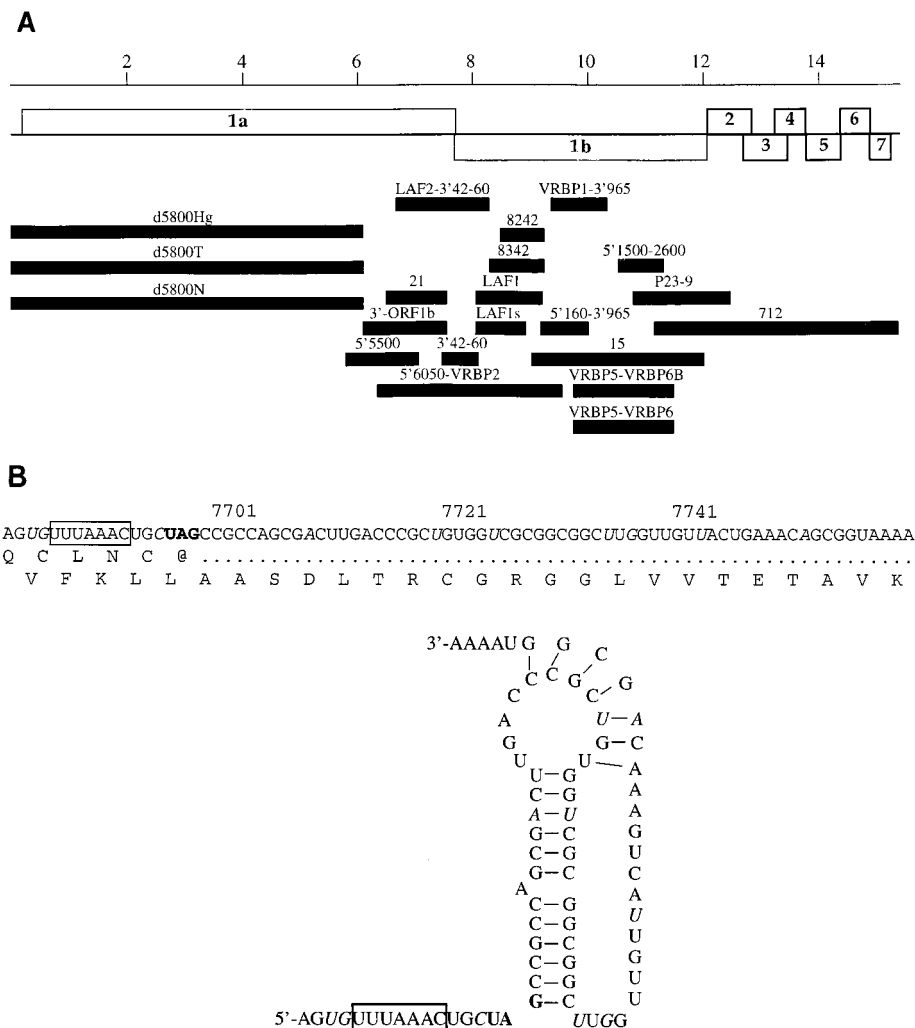 A
2 4 6 8 10 12 14
1a 2 4 6
1b 3 5 7
LAF2-3'42-60 VRBP1-3'965
d5800Hg 8242
d5800T 8342 5'1500-2600
d5800N 21 LAF1 P23-9
3'-ORF1b LAF1s 5'160-3'965 712
5'5500 3'42-60 15
5'6050-VRBP2 VRBP5-VRBP6B
VRBP5-VRBP6
B
7701 7721 7741
AGUGUUUAAACUGCUAGCCGCCAGCGACUUGACCCGCUGUGGUCGCGGCGGCUUGGUUGUUACUGAAACAGCGGUAAAA
Q C L N C @ ............................................................
V F K L L A A S D L T R C G R G G L V V T E T A V K
3'-AAAAUG G C
C C G G
C C
A U–A
G G–C
U U A
U–G A
C–G A
A–U G
G–C U
C–G C
G–C A
A U
C–G U
C–G G
G–C U
C–G U
C–G
G–C
5'-AGUGUUUAAACUGCUA UUGG